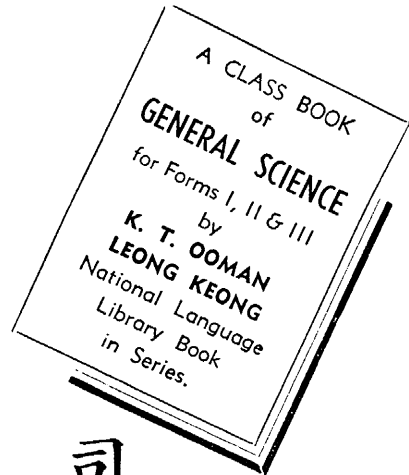 A CLASS BOOK
of
GENERAL SCIENCE
for Forms I, II & III
by
K. T. OOMAN
LEONG KEONG
National Language
Library Book
in Series.
司